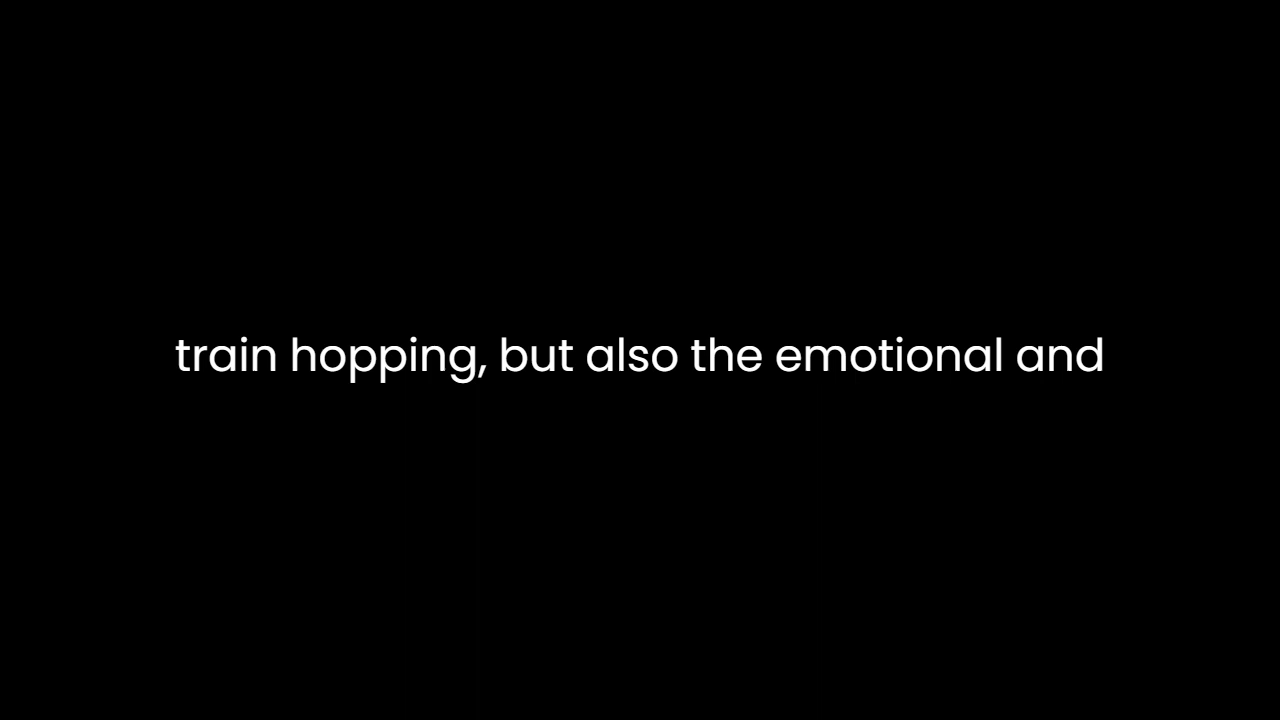 train hopping, but also the emotional and